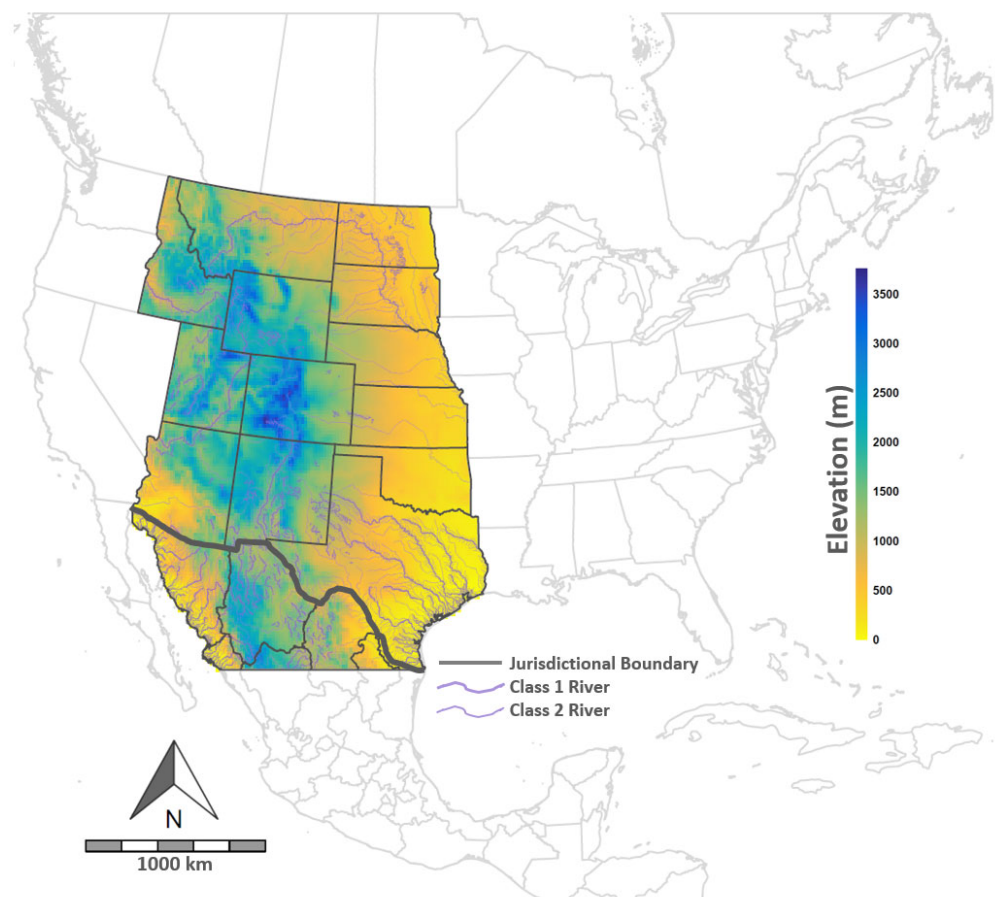 3500
3000
2500
2000
1500
1000
500
0
Elevation (m)
Jurisdictional Boundary
Class 1 River
Class 2 River
N
1000 km